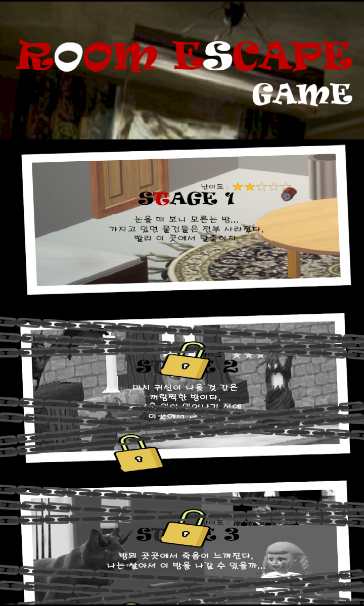 ROOM ESCAPE
GAME
난이도 : ★★☆☆☆
STAGE 1
눈을 떠 보니 모르는 방...
가지고 있던 물건들은 전부 사라졌다,
빨리 이 곳에서 탈출하자
2
마치 귀신이 나올 것 같은
끔찍한 방이다.
3
방의 곳곳에서 죽음이 느껴진다,
나는 살아서 이 방을 나갈 수 있을까...